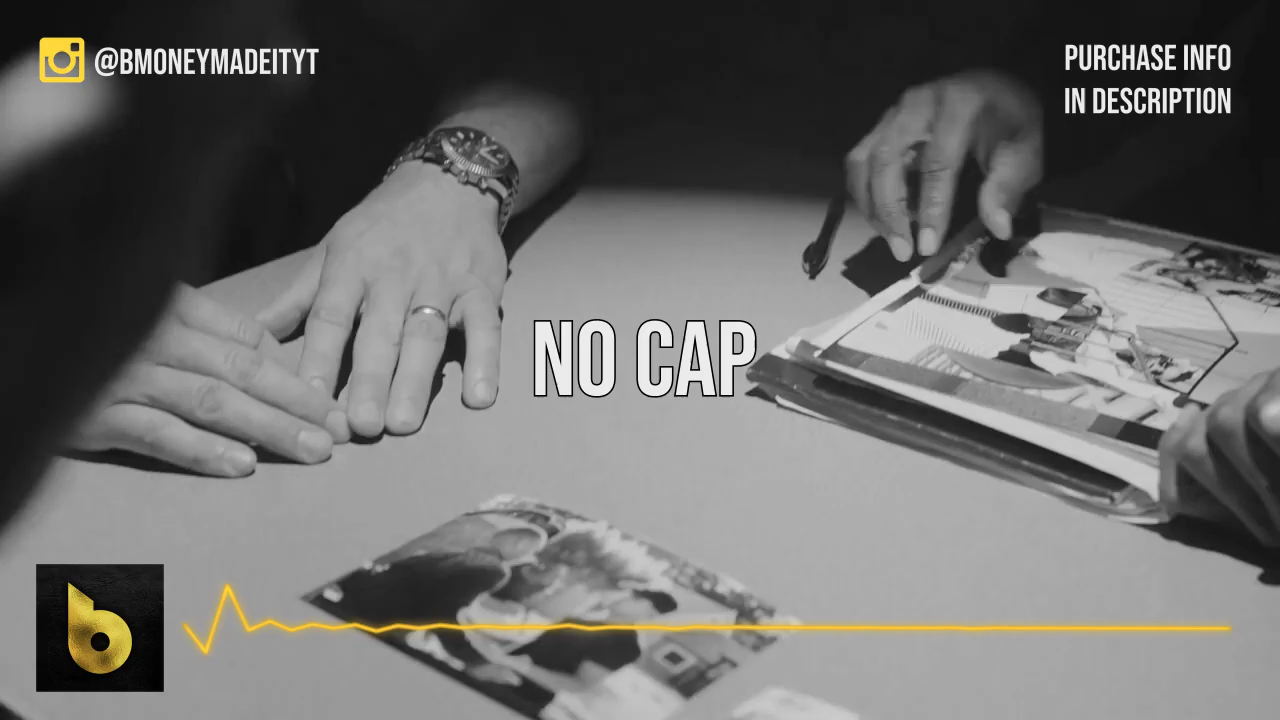 @BMONEYMADEITYT
PURCHASE INFO
IN DESCRIPTION
NO CAP
b